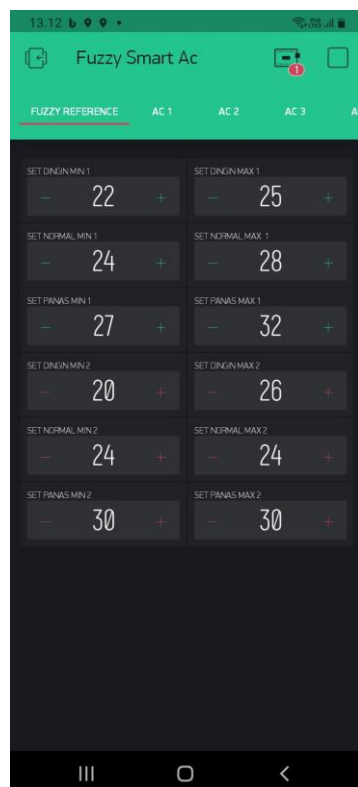 13.12
Fuzzy Smart Ac
1
FUZZY REFERENCE AC 1 AC 2 AC 3 A
SET DINGIN MIN 1 SET DINGIN MAX 1
− 22 + − 25 +
SET NORMAL MIN 1 SET NORMAL MAX 1
− 24 + − 28 +
SET PANAS MIN 1 SET PANAS MAX 1
− 27 + − 32 +
SET DINGIN MIN 2 SET DINGIN MAX 2
− 20 + − 26 +
SET NORMAL MIN 2 SET NORMAL MAX 2
− 24 + − 24 +
SET PANAS MIN 2 SET PANAS MAX 2
− 30 + − 30 +